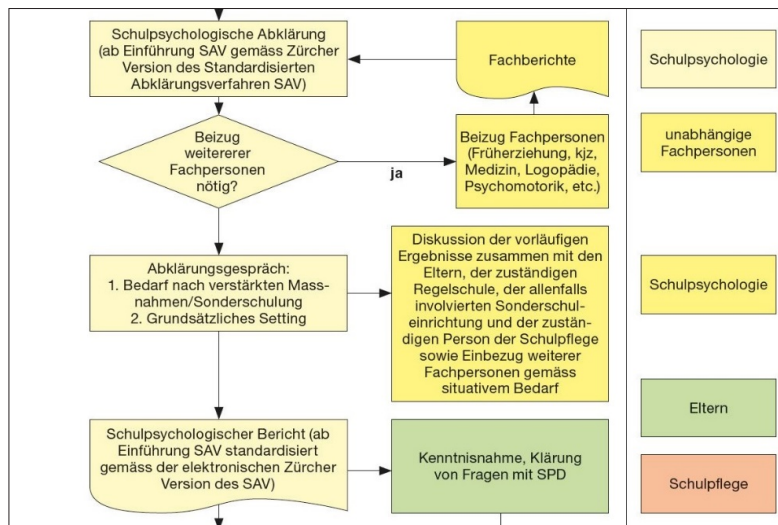 Schulpsychologische Abklärung
(ab Einführung SAV gemäss Zürcher
Version des Standardisierten
Abklärungsverfahren SAV)
Fachberichte
Schulpsychologie
Beizug
weitererer
Fachpersonen
nötig?
ja
Beizug Fachpersonen
(Früherziehung, kjz,
Medizin, Logopädie,
Psychomotorik, etc.)
unabhängige
Fachpersonen
Abklärungsgespräch:
1. Bedarf nach verstärkten Mass-
nahmen/Sonderschulung
2. Grundsätzliches Setting
Diskussion der vorläufigen
Ergebnisse zusammen mit den
Eltern, der zuständigen
Regelschule, der allenfalls
involvierten Sonderschul-
einrichtung und der zustän-
digen Person der Schulpflege
sowie Einbezug weiterer
Fachpersonen gemäss
situativem Bedarf
Schulpsychologie
Eltern
Schulpsychologischer Bericht (ab
Einführung SAV standardisiert
gemäss der elektronischen Zürcher
Version des SAV)
Kenntnisnahme, Klärung
von Fragen mit SPD
Schulpflege